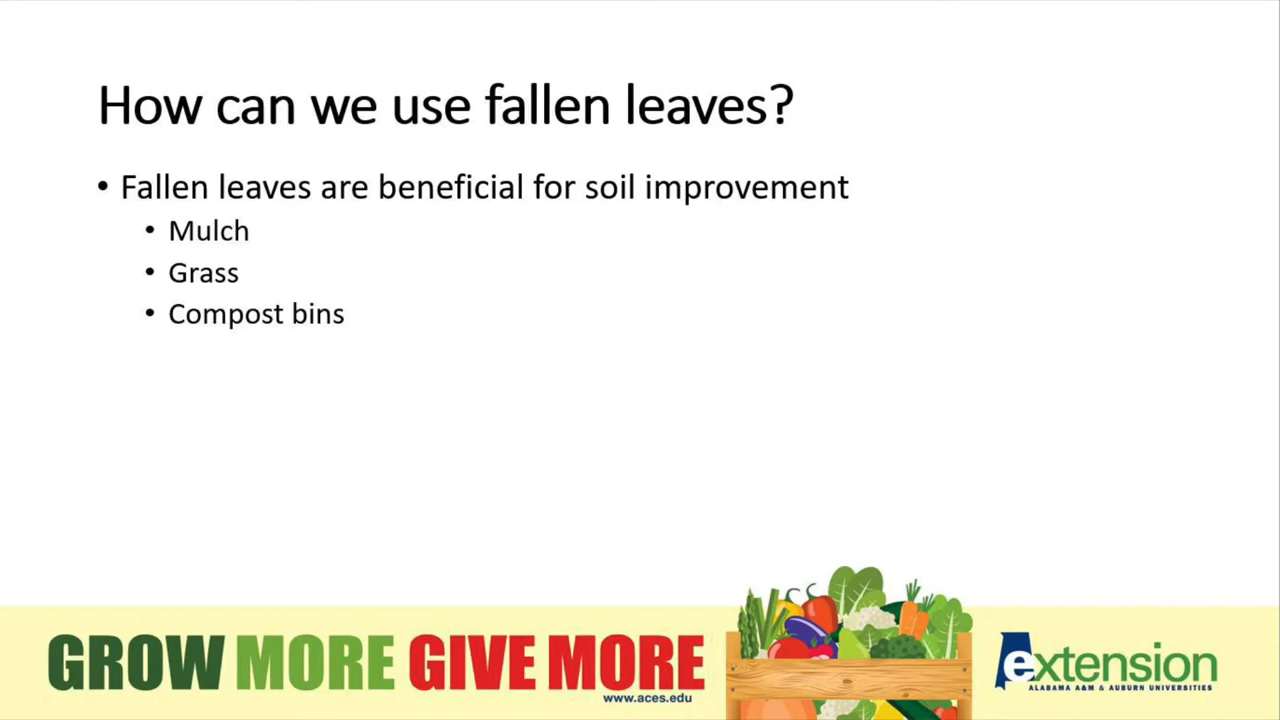 How can we use fallen leaves?
• Fallen leaves are beneficial for soil improvement
• Mulch
• Grass
• Compost bins
GROW MORE GIVE MORE
www.aces.edu
extension
ALABAMA A&M & AUBURN UNIVERSITIES